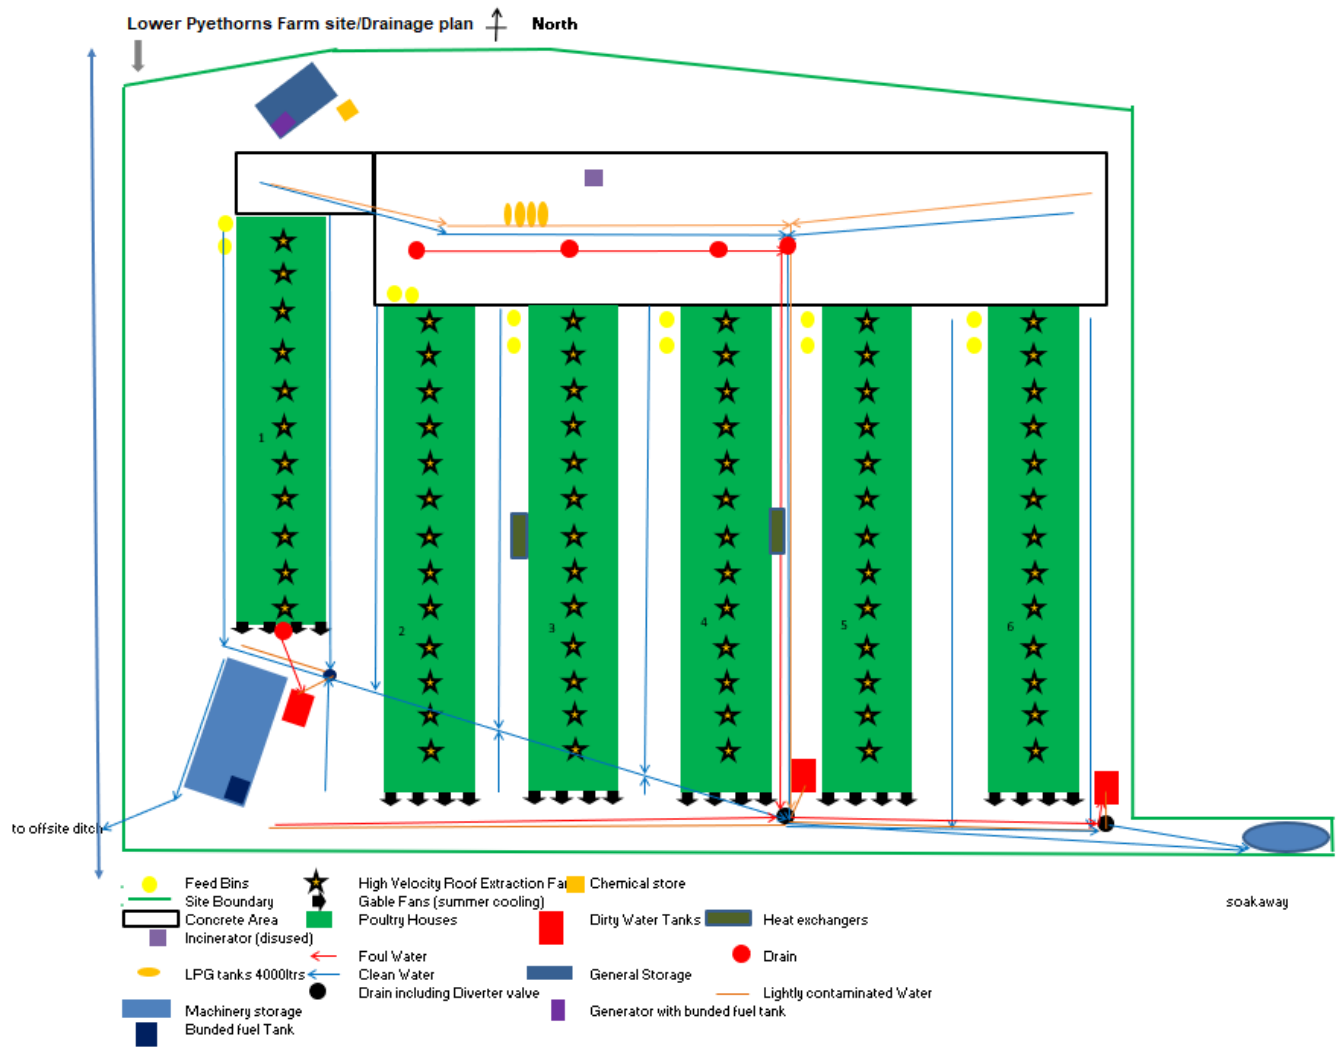 Lower Pyethorns Farm site/Drainage plan
North
1
2
3
4
5
6
to offsite ditch
soakaway
Feed Bins
High Velocity Roof Extraction Fa
Chemical store
Site Boundary
Gable Fans (summer cooling)
Concrete Area
Poultry Houses
Dirty Water Tanks
Heat exchangers
Incinerator (disused)
Foul Water
Drain
LPG tanks 4000ltrs
Clean Water
General Storage
Drain including Diverter valve
Lightly contaminated Water
Machinery storage
Generator with bunded fuel tank
Bunded fuel Tank